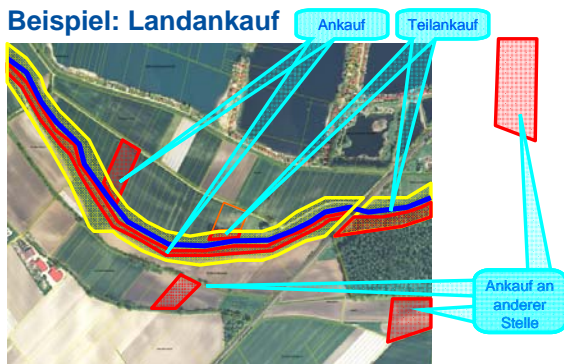 Beispiel: Landankauf
Ankauf
Teilankauf
Ankauf an
anderer
Stelle